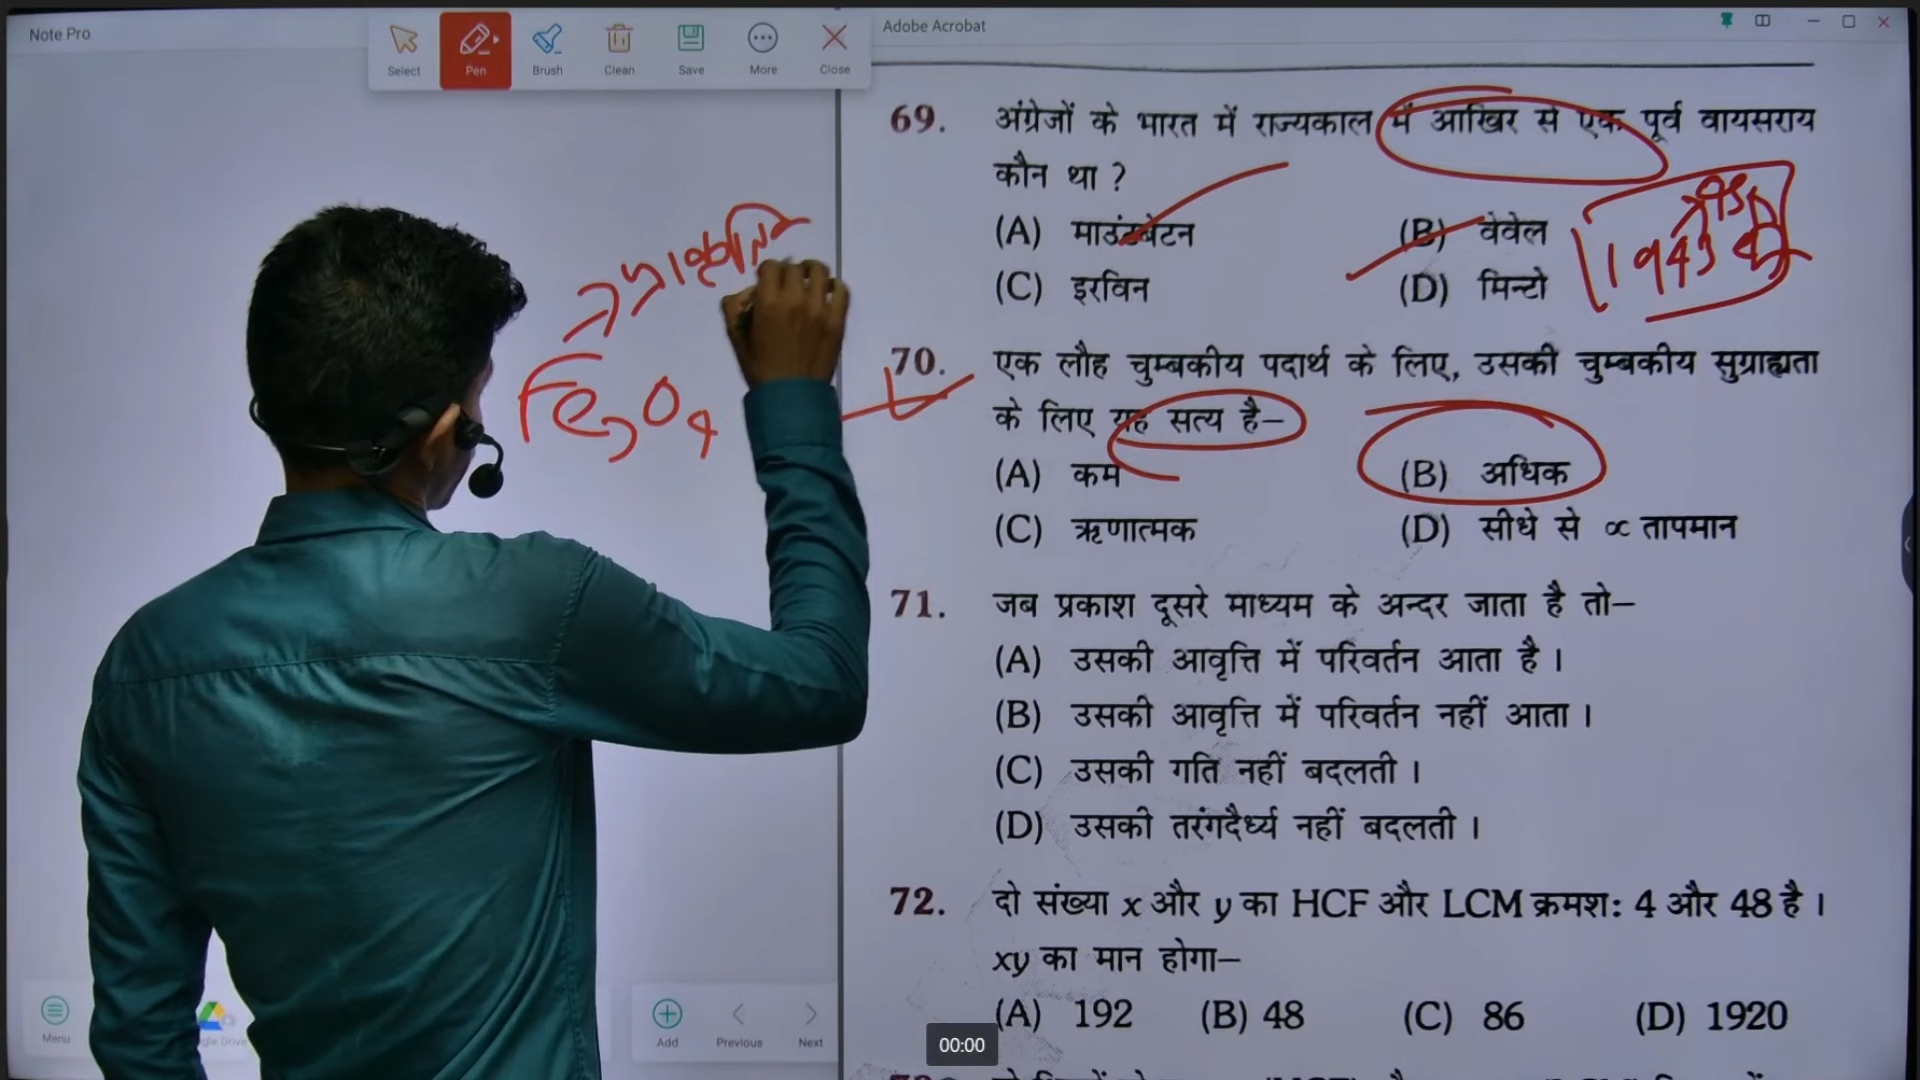 Note Pro
Select
Pen
Brush
Clean
Save
More
Close
Adobe Acrobat
69. अंग्रेजों के भारत में राज्यकाल में आखिर से एक पूर्व वायसराय
कौन था ?
(A) माउंटबेटन (B) वेवेल
(C) इरविन (D) मिन्टो
1943
प्राकृतिक
Fe3O4
70. एक लौह चुम्बकीय पदार्थ के लिए, उसकी चुम्बकीय सुग्राह्यता
के लिए यह सत्य है–
(A) कम (B) अधिक
(C) ऋणात्मक (D) सीधे से ∝ तापमान
71. जब प्रकाश दूसरे माध्यम के अन्दर जाता है तो–
(A) उसकी आवृत्ति में परिवर्तन आता है ।
(B) उसकी आवृत्ति में परिवर्तन नहीं आता ।
(C) उसकी गति नहीं बदलती ।
(D) उसकी तरंगदैर्ध्य नहीं बदलती ।
72. दो संख्या x और y का HCF और LCM क्रमश: 4 और 48 है ।
xy का मान होगा–
(A) 192 (B) 48 (C) 86 (D) 1920
Menu
gle Drive
Add
Previous
Next
00:00